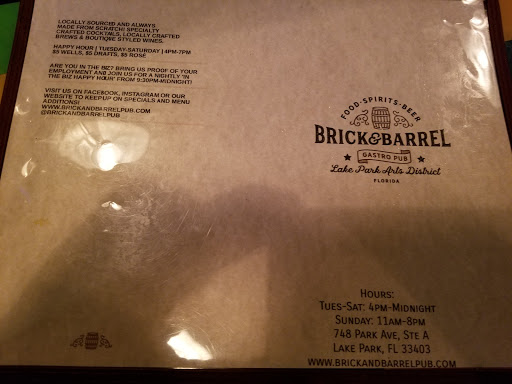 LOCALLY SOURCED AND ALWAYS
MADE FROM SCRATCH! SPECIALTY
CRAFTED COCKTAILS, LOCALLY CRAFTED
BREWS & BOUTIQUE STYLED WINES.
HAPPY HOUR | TUESDAY-SATURDAY | 4PM-7PM
$5 WELLS, $5 DRAFTS, $5 ROSE
ARE YOU IN THE BIZ? BRING US PROOF OF YOUR
EMPLOYMENT AND JOIN US FOR A NIGHTLY 'IN
THE BIZ HAPPY HOUR' FROM 9:30PM-MIDNIGHT!
VISIT US ON FACEBOOK, INSTAGRAM OR OUR
WEBSITE TO KEEPUP ON SPECIALS AND MENU
ADDITIONS!
WWW.BRICKANDBARRELPUB.COM
@BRICKANDBARRELPUB
FOOD-SPIRITS-BEER
BRICK&BARREL
GASTRO PUB
Lake Park Arts District
FLORIDA
HOURS:
TUES-SAT: 4PM-MIDNIGHT
SUNDAY: 11AM-8PM
748 PARK AVE, STE A
LAKE PARK, FL 33403
WWW.BRICKANDBARRELPUB.COM